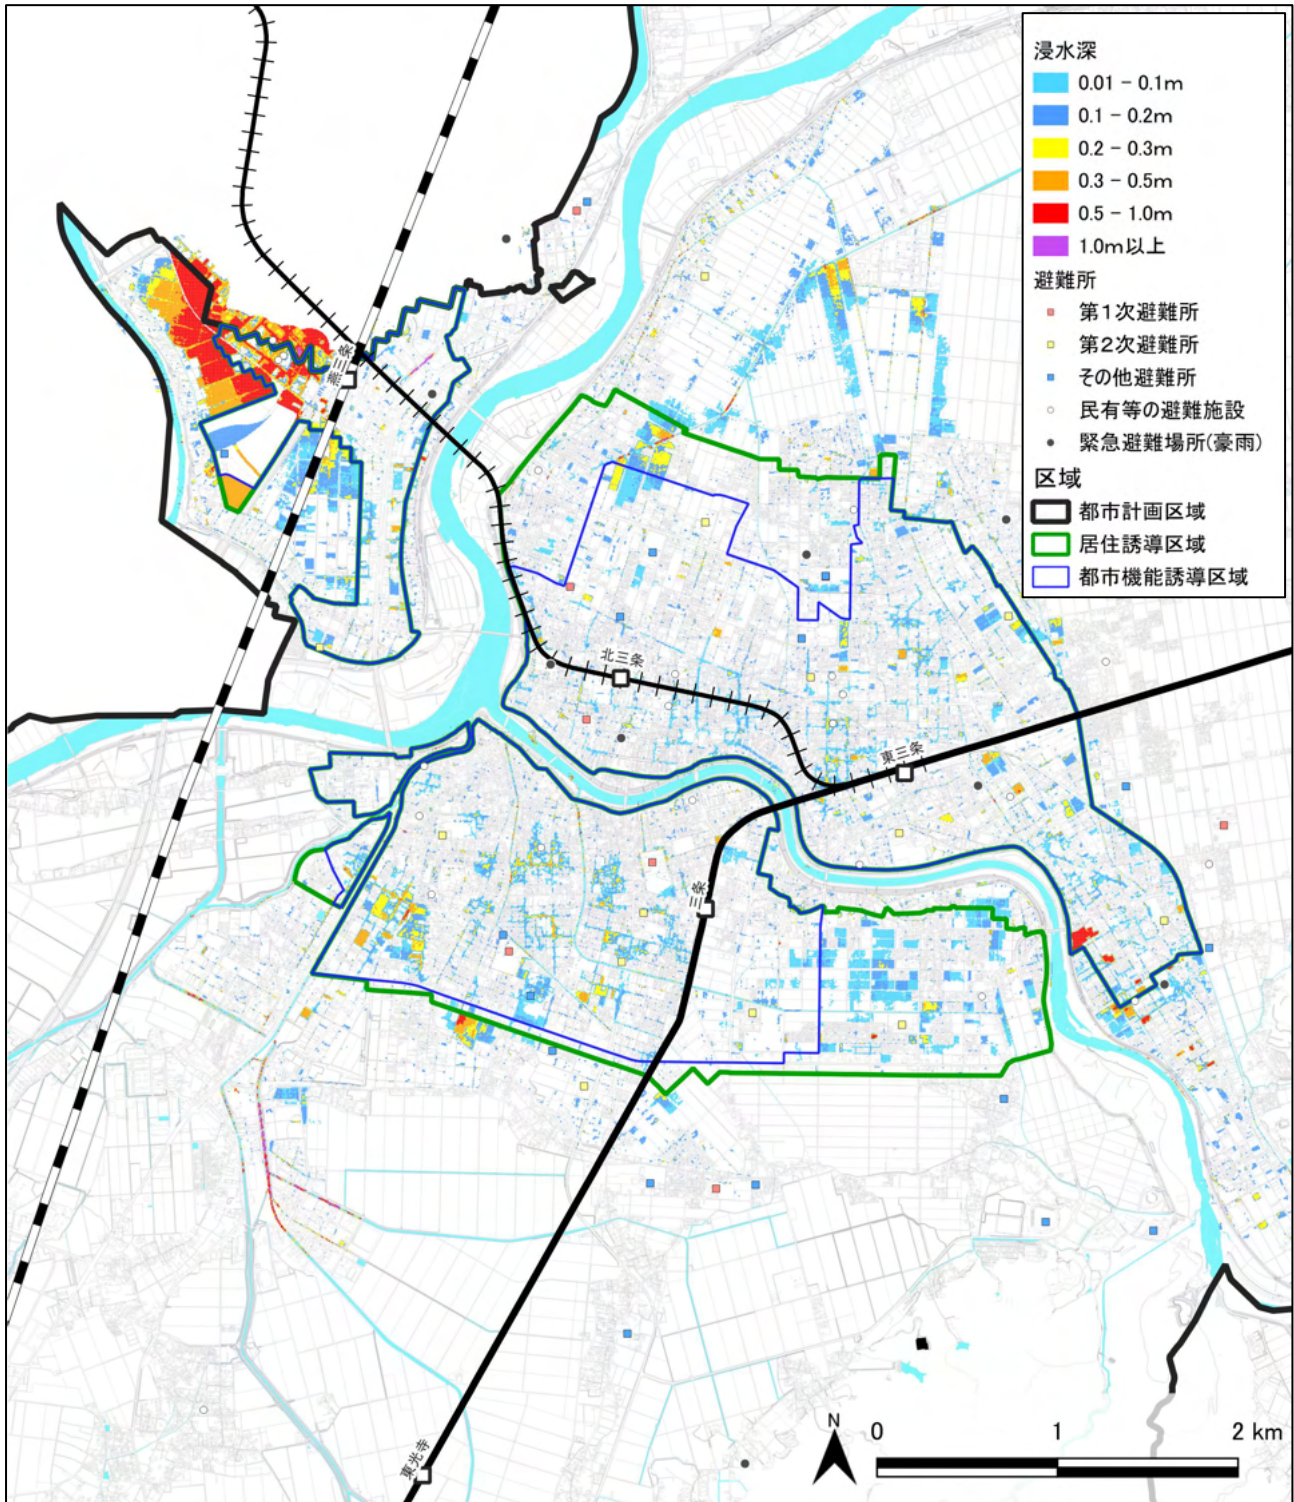 浸水深
0.01 - 0.1m
0.1 - 0.2m
0.2 - 0.3m
0.3 - 0.5m
0.5 - 1.0m
1.0m以上
避難所
第1次避難所
第2次避難所
その他避難所
民有等の避難施設
緊急避難場所(豪雨)
区域
都市計画区域
居住誘導区域
都市機能誘導区域
燕三条
北三条
東三条
三条
東光寺
N
0 1 2 km